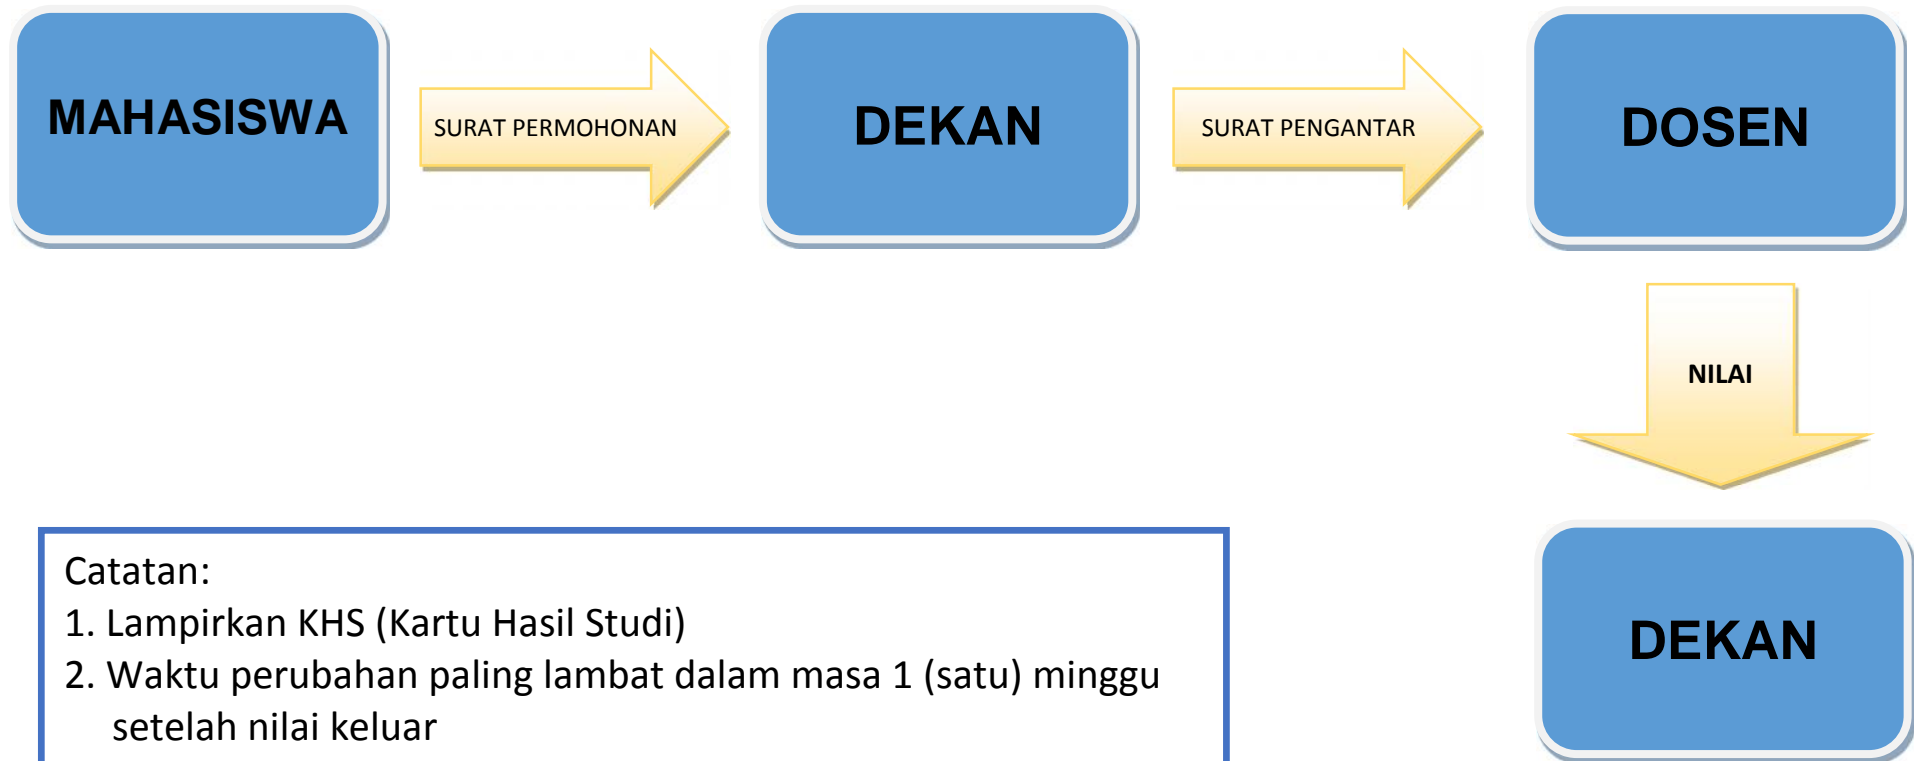 MAHASISWA
SURAT PERMOHONAN
DEKAN
SURAT PENGANTAR
DOSEN
NILAI
DEKAN
Catatan:
1. Lampirkan KHS (Kartu Hasil Studi)
2. Waktu perubahan paling lambat dalam masa 1 (satu) minggu
setelah nilai keluar